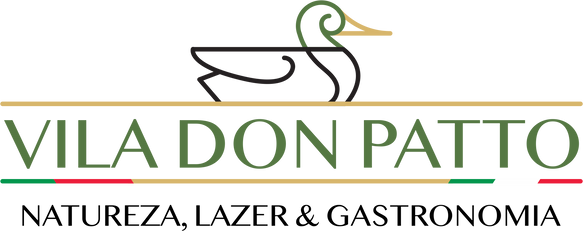 VILA DON PATTO
NATUREZA, LAZER & GASTRONOMIA